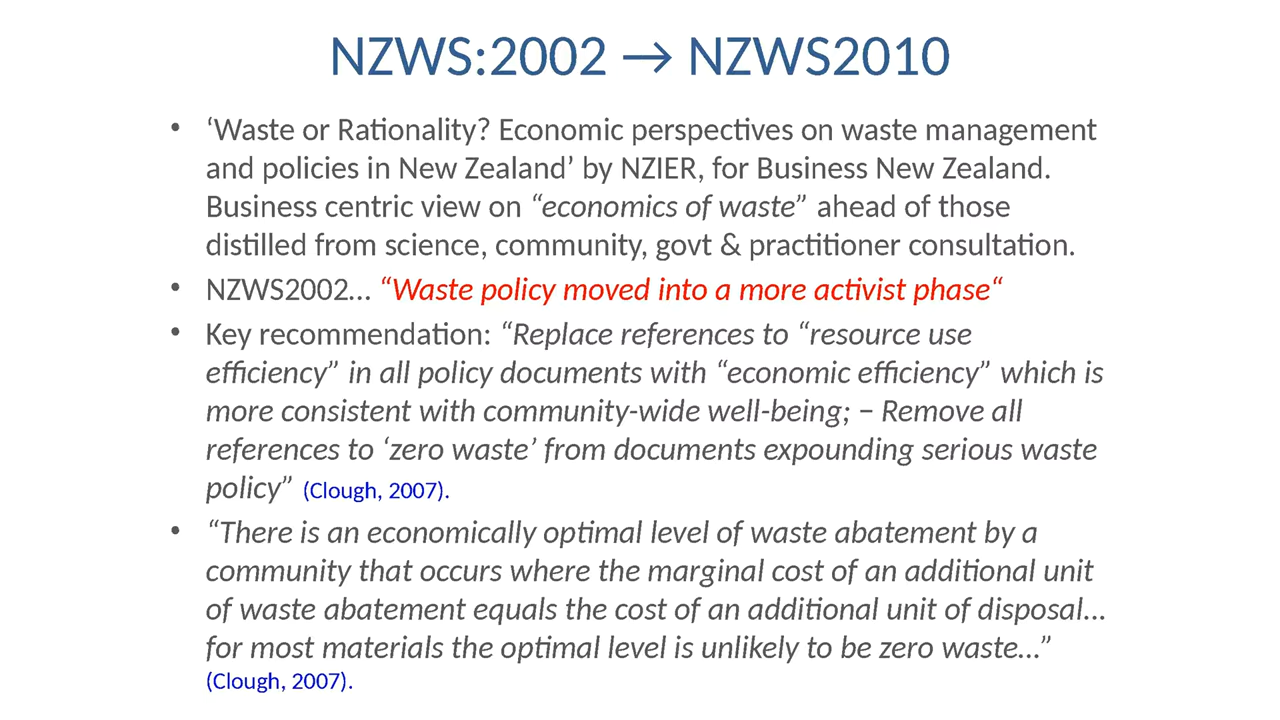 NZWS:2002 → NZWS2010
• ‘Waste or Rationality? Economic perspectives on waste management
and policies in New Zealand’ by NZIER, for Business New Zealand.
Business centric view on “economics of waste” ahead of those
distilled from science, community, govt & practitioner consultation.
• NZWS2002… “Waste policy moved into a more activist phase“
• Key recommendation: “Replace references to “resource use
efficiency” in all policy documents with “economic efficiency” which is
more consistent with community-wide well-being; − Remove all
references to ‘zero waste’ from documents expounding serious waste
policy” (Clough, 2007).
• “There is an economically optimal level of waste abatement by a
community that occurs where the marginal cost of an additional unit
of waste abatement equals the cost of an additional unit of disposal…
for most materials the optimal level is unlikely to be zero waste…”
(Clough, 2007).